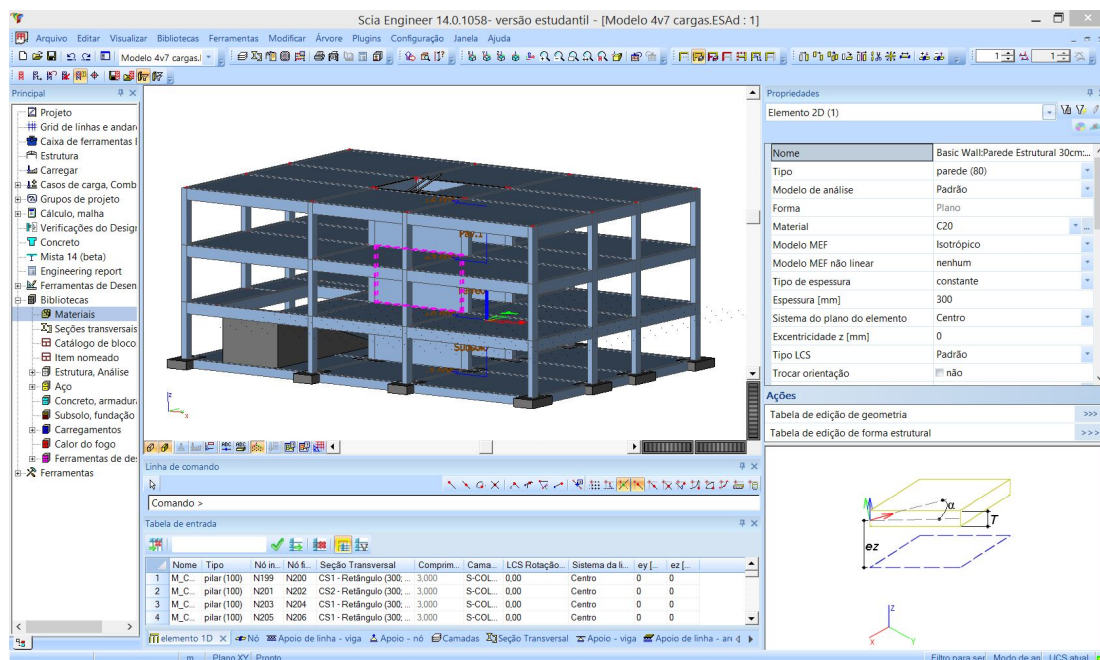 Scia Engineer 14.0.1058- versão estudantil - [Modelo 4v7 cargas.ESAd : 1]
Arquivo Editar Visualizar Bibliotecas Ferramentas Modificar Árvore Plugins Configuração Janela Ajuda
Modelo 4v7 cargas.
Principal
Projeto
Grid de linhas e andar
Caixa de ferramentas
Estrutura
Carregar
Casos de carga, Comb
Grupos de projeto
Cálculo, malha
Verificações do Design
Concreto
Mista 14 (beta)
Engineering report
Ferramentas de Desen
Bibliotecas
Materiais
Seções transversais
Catálogo de bloco
Item nomeado
Estrutura, Análise
Aço
Concreto, armadur
Subsolo, fundação
Carregamentos
Calor do fogo
Ferramentas de de
Ferramentas
Pav.1
z
x
Linha de comando
Comando >
Tabela de entrada
Nome Tipo Nó in... Nó fi... Seção Transversal Comprim... Cama... LCS Rotação... Sistema da li... ey [... ez [...
1 M_C... pilar (100) N199 N200 CS1 - Retângulo (300; ... 3,000 S-COL... 0,00 Centro 0 0
2 M_C... pilar (100) N201 N202 CS2 - Retângulo (300; ... 3,000 S-COL... 0,00 Centro 0 0
3 M_C... pilar (100) N203 N204 CS1 - Retângulo (300; ... 3,000 S-COL... 0,00 Centro 0 0
4 M_C... pilar (100) N205 N206 CS1 - Retângulo (300; ... 3,000 S-COL... 0,00 Centro 0 0
elemento 1D Nó Apoio de linha - viga Apoio - nó Camadas Seção Transversal Apoio - viga Apoio de linha - are
Propriedades
Elemento 2D (1)
Nome Basic Wall:Parede Estrutural 30cm:...
Tipo parede (80)
Modelo de análise Padrão
Forma Plano
Material C20
Modelo MEF Isotrópico
Modelo MEF não linear nenhum
Tipo de espessura constante
Espessura [mm] 300
Sistema do plano do elemento Centro
Excentricidade z [mm] 0
Tipo LCS Padrão
Trocar orientação não
Ações
Tabela de edição de geometria >>>
Tabela de edição de forma estrutural >>>
α
T
ez
Z
X
Y
m Plano XY Pronto Filtro para ser Modo de an UCS atual